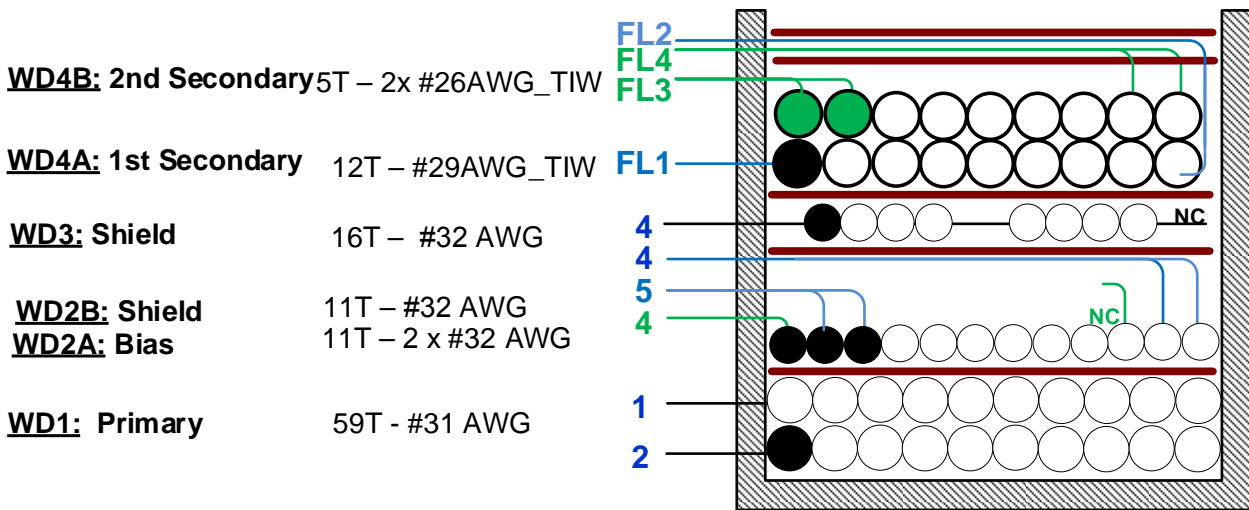 FL2
FL4
WD4B: 2nd Secondary 5T – 2x #26AWG_TIW FL3
WD4A: 1st Secondary 12T – #29AWG_TIW FL1
WD3: Shield 16T – #32 AWG 4 NC
4
WD2B: Shield 11T – #32 AWG 5
WD2A: Bias 11T – 2 x #32 AWG 4 NC
WD1: Primary 59T - #31 AWG 1
2